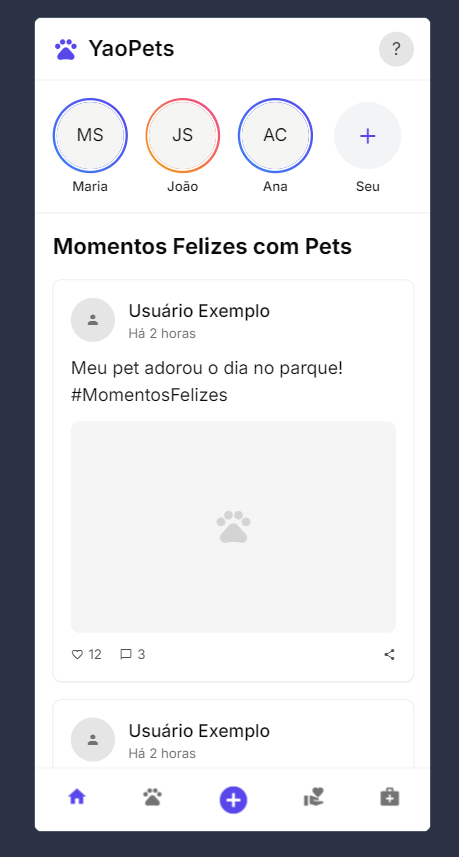 YaoPets
?
MS
JS
AC
Maria
João
Ana
Seu
Momentos Felizes com Pets
Usuário Exemplo
Há 2 horas
Meu pet adorou o dia no parque!
#MomentosFelizes
12
3
Usuário Exemplo
Há 2 horas